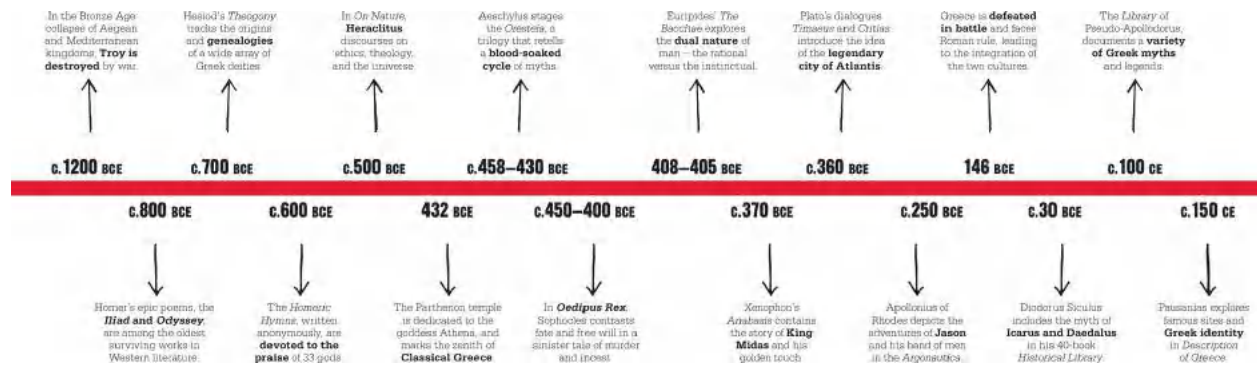 In the Bronze Age
collapse of Aegean
and Mediterranean
kingdoms, Troy is
destroyed by war.
Hesiod's Theogony
tracks the origins
and genealogies
of a wide array of
Greek deities.
In On Nature,
Heraclitus
discourses on
ethics, theology,
and the universe.
Aeschylus stages
the Oresteia, a
trilogy that retells
a blood-soaked
cycle of myths.
Euripides' The
Bacchae explores
the dual nature of
man—the rational
versus the instinctual.
Plato's dialogues
Timaeus and Critias
introduce the idea
of the legendary
city of Atlantis.
Greece is defeated
in battle and faces
Roman rule, leading
to the integration of
the two cultures.
The Library of
Pseudo-Apollodorus,
documents a variety
of Greek myths
and legends.
c.1200 BCE
c.700 BCE
c.500 BCE
c.458–430 BCE
408–405 BCE
c.360 BCE
146 BCE
c.100 CE
c.800 BCE
c.600 BCE
432 BCE
c.450–400 BCE
c.370 BCE
c.250 BCE
c.30 BCE
c.150 CE
Homer's epic poems, the
Iliad and Odyssey,
are among the oldest
surviving works in
Western literature.
The Homeric
Hymns, written
anonymously, are
devoted to the
praise of 33 gods.
The Parthenon temple
is dedicated to the
goddess Athena, and
marks the zenith of
Classical Greece.
In Oedipus Rex,
Sophocles contrasts
fate and free will in a
sinister tale of murder
and incest.
Xenophon's
Anabasis contains
the story of King
Midas and his
golden touch.
Apollonius of
Rhodes depicts the
adventures of Jason
and his band of men
in the Argonautica.
Diodorus Siculus
includes the myth of
Icarus and Daedalus
in his 40-book
Historical Library.
Pausanias explores
famous sites and
Greek identity
in Description
of Greece.